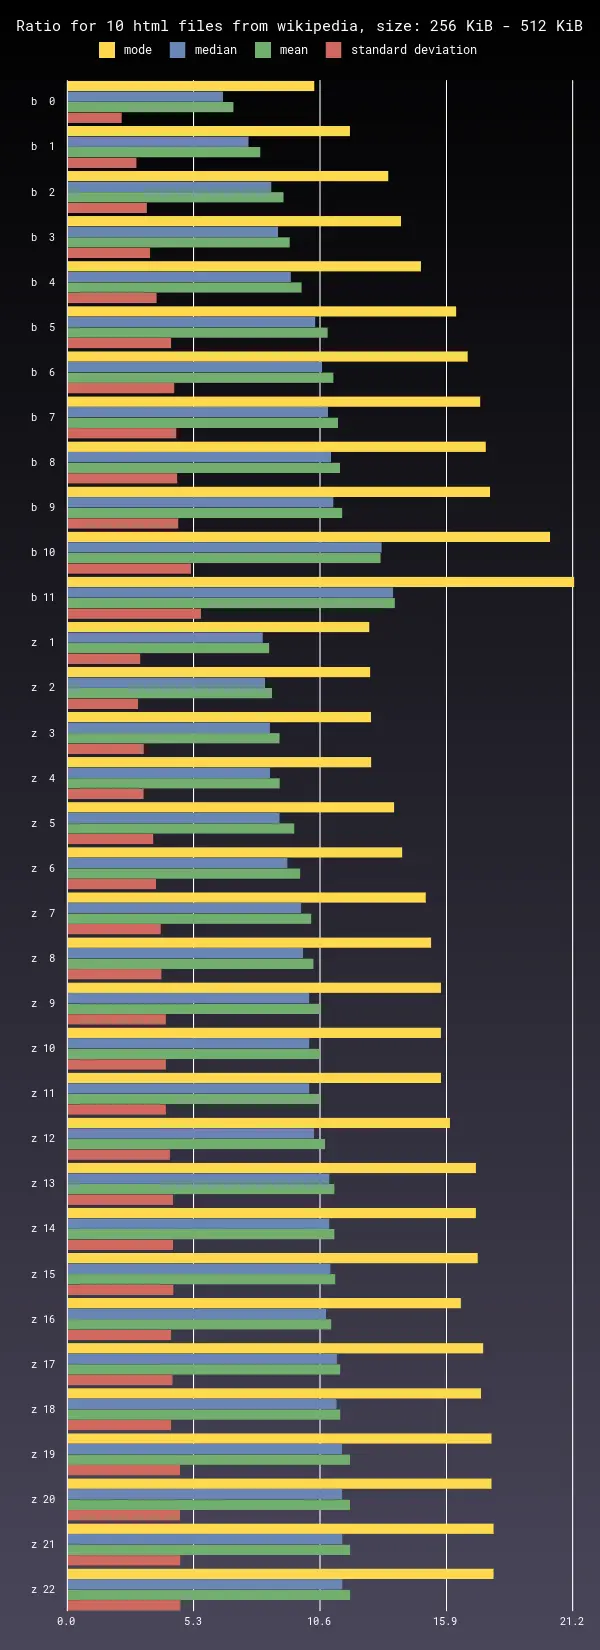 Ratio for 10 html files from wikipedia, size: 256 KiB - 512 KiB
mode median mean standard deviation
b 0
b 1
b 2
b 3
b 4
b 5
b 6
b 7
b 8
b 9
b 10
b 11
z 1
z 2
z 3
z 4
z 5
z 6
z 7
z 8
z 9
z 10
z 11
z 12
z 13
z 14
z 15
z 16
z 17
z 18
z 19
z 20
z 21
z 22
0.0 5.3 10.6 15.9 21.2